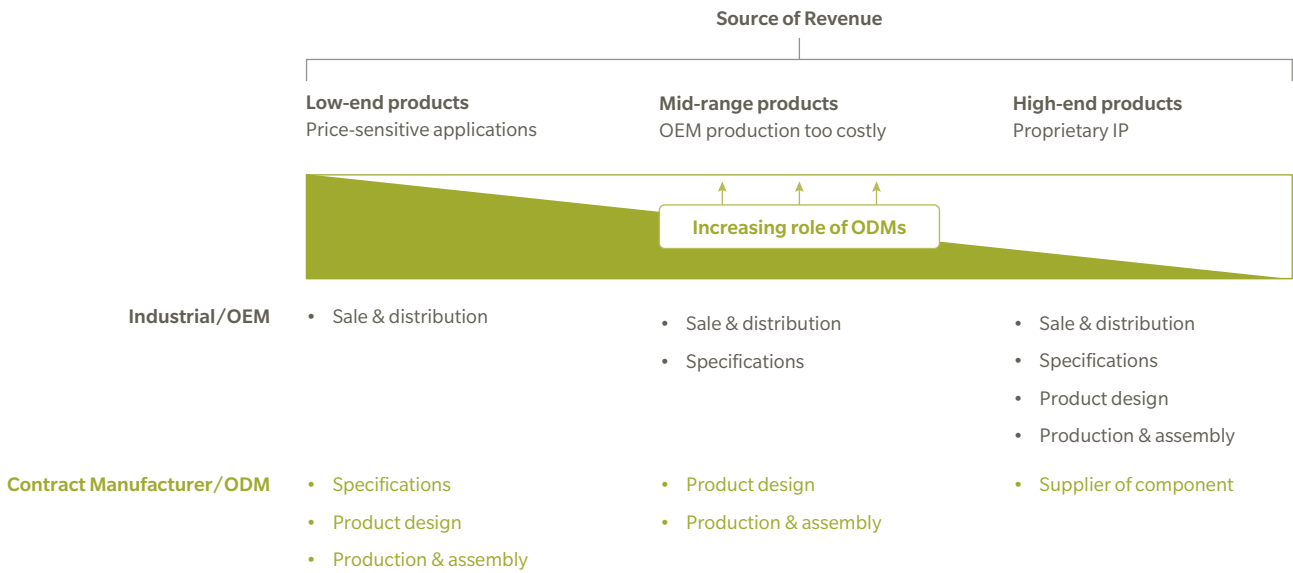 Source of Revenue
Low-end products
Price-sensitive applications
Mid-range products
OEM production too costly
High-end products
Proprietary IP
Increasing role of ODMs
Industrial/OEM
• Sale & distribution
• Sale & distribution
• Specifications
• Sale & distribution
• Specifications
• Product design
• Production & assembly
Contract Manufacturer/ODM
• Specifications
• Product design
• Production & assembly
• Product design
• Production & assembly
• Supplier of component